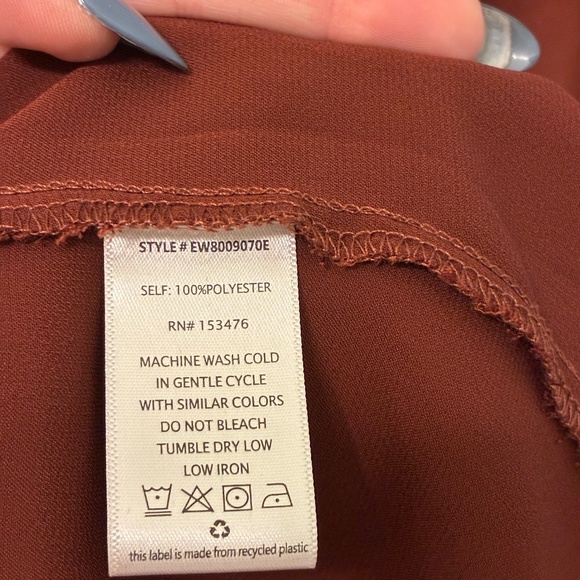 STYLE # EW8009070E
SELF: 100%POLYESTER
RN# 153476
MACHINE WASH COLD
IN GENTLE CYCLE
WITH SIMILAR COLORS
DO NOT BLEACH
TUMBLE DRY LOW
LOW IRON
this label is made from recycled plastic